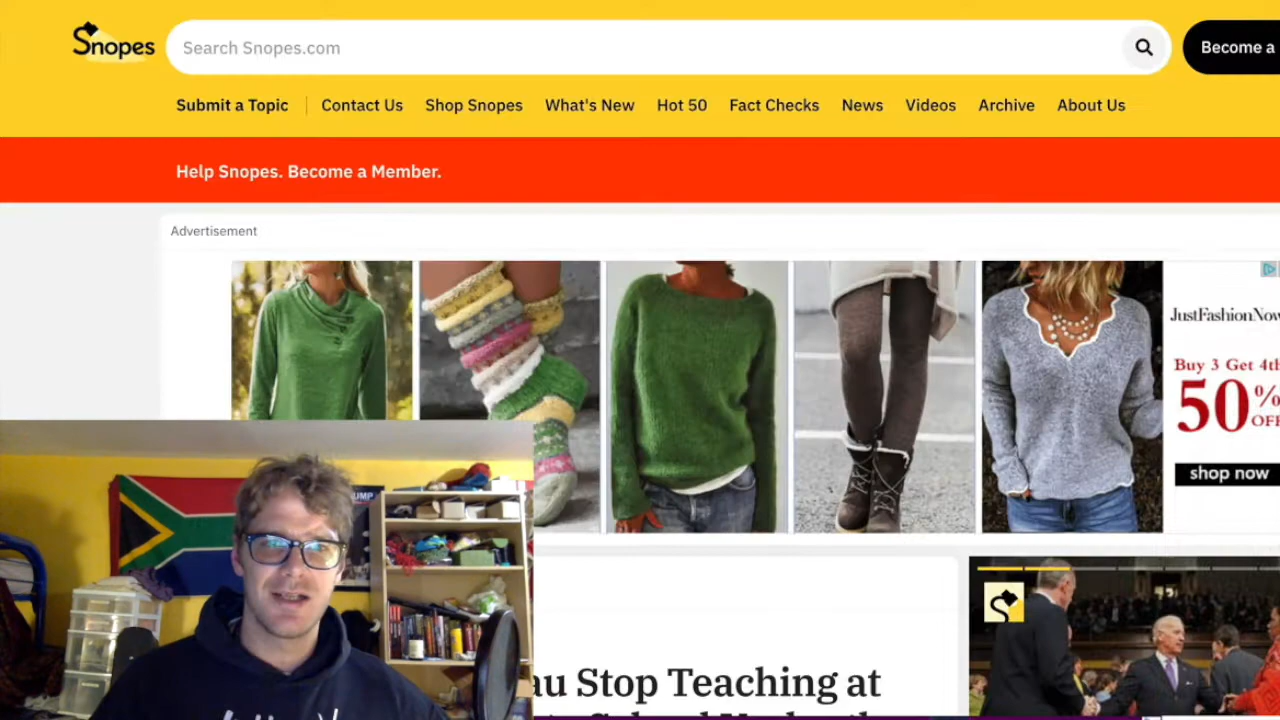 Snopes
Search Snopes.com
Become a
Submit a Topic
Contact Us
Shop Snopes
What's New
Hot 50
Fact Checks
News
Videos
Archive
About Us
Help Snopes. Become a Member.
Advertisement
JustFashionNow
Buy 3 Get 4th
50%
OFF
shop now
UMP
au Stop Teaching at